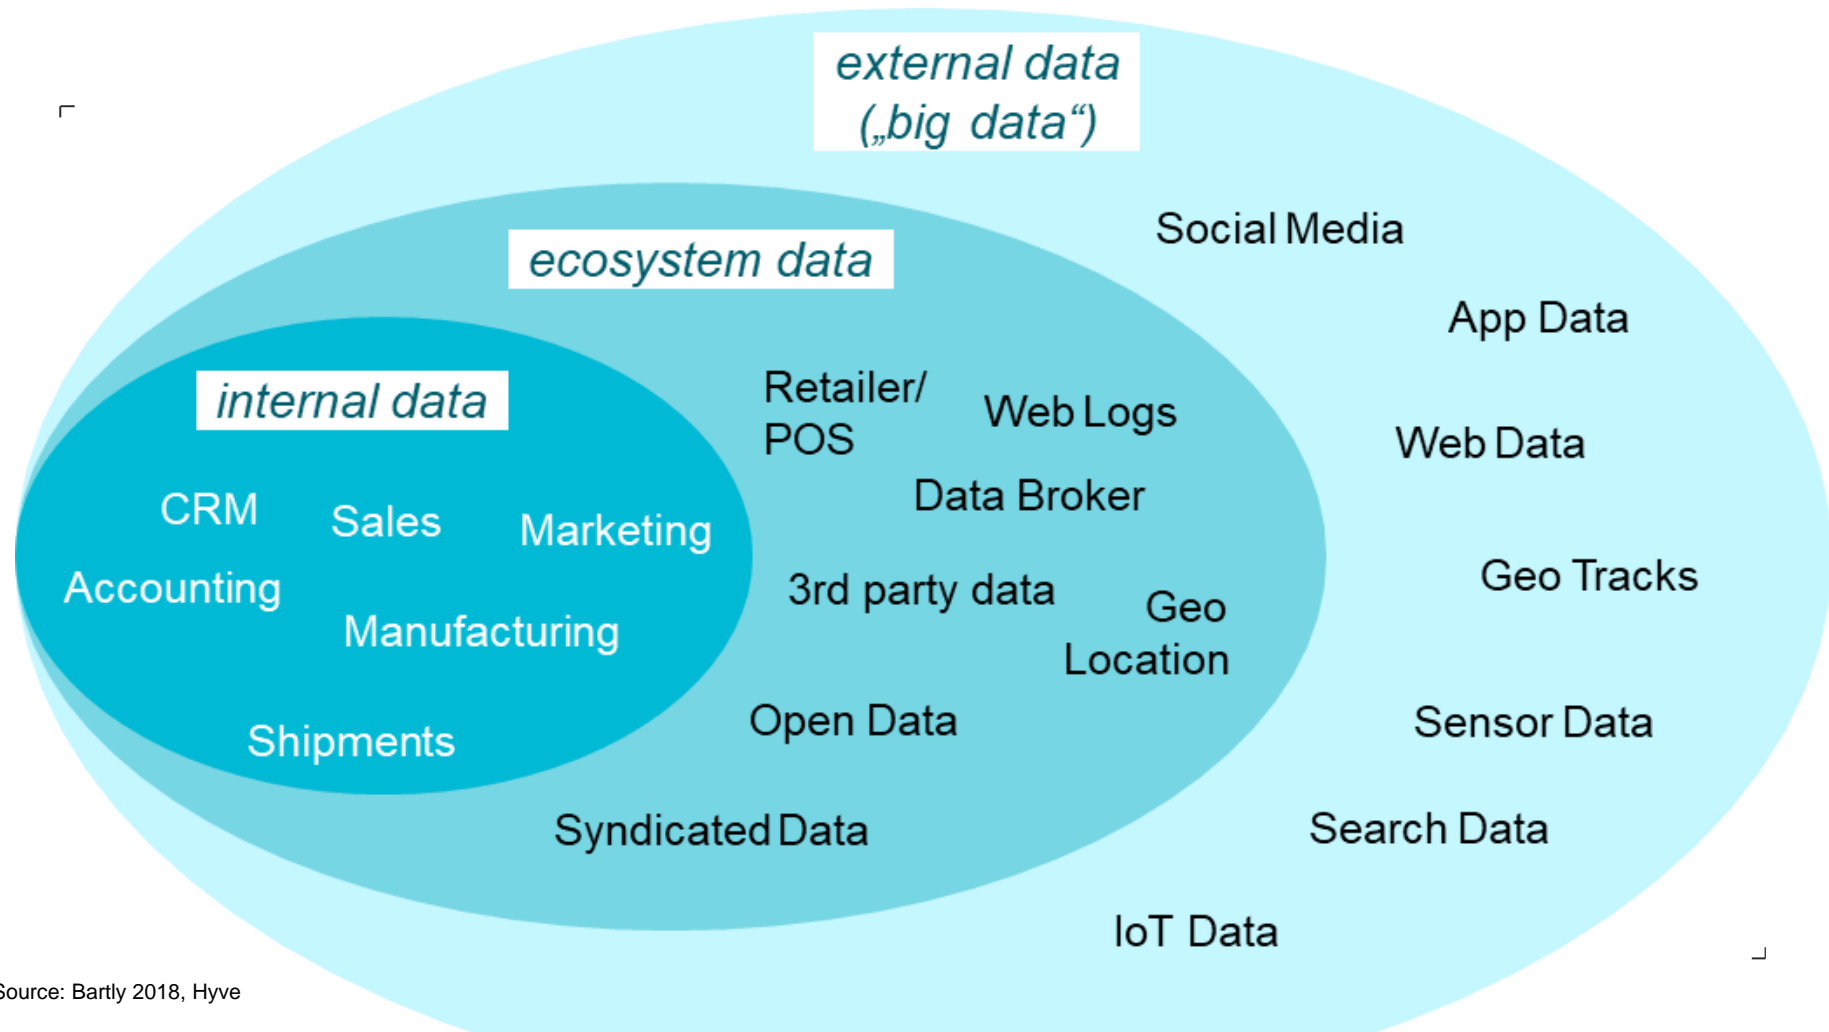 external data
(„big data“)
Social Media
ecosystem data
App Data
internal data
Retailer/
POS
Web Logs
Web Data
Data Broker
CRM
Sales
Marketing
Accounting
3rd party data
Geo
Location
Geo Tracks
Manufacturing
Open Data
Sensor Data
Shipments
Syndicated Data
Search Data
IoT Data
Source: Bartly 2018, Hyve